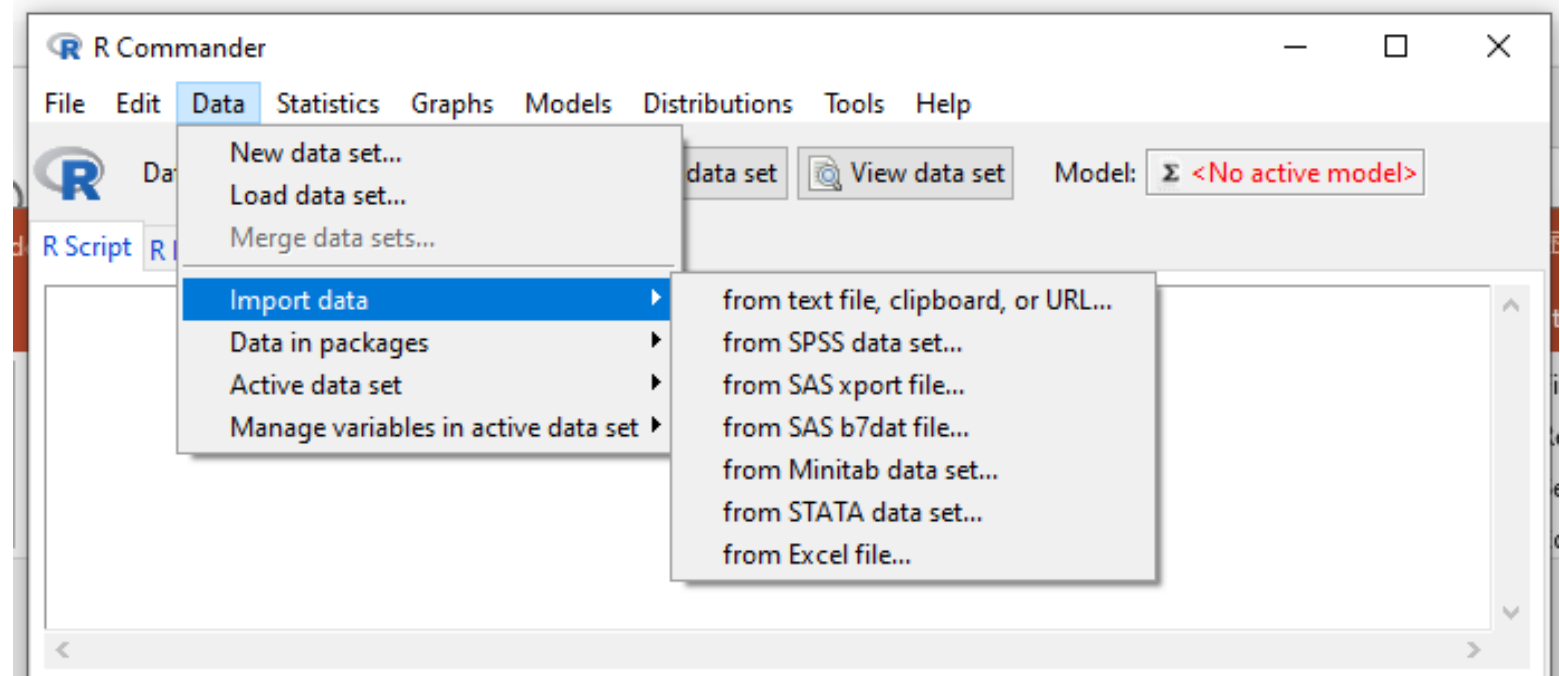 R Commander
File Edit Data Statistics Graphs Models Distributions Tools Help
New data set...
data set View data set Model: Σ <No active model>
Load data set...
Merge data sets...
R Script
Import data
Data in packages
Active data set
Manage variables in active data set
from text file, clipboard, or URL...
from SPSS data set...
from SAS xport file...
from SAS b7dat file...
from Minitab data set...
from STATA data set...
from Excel file...